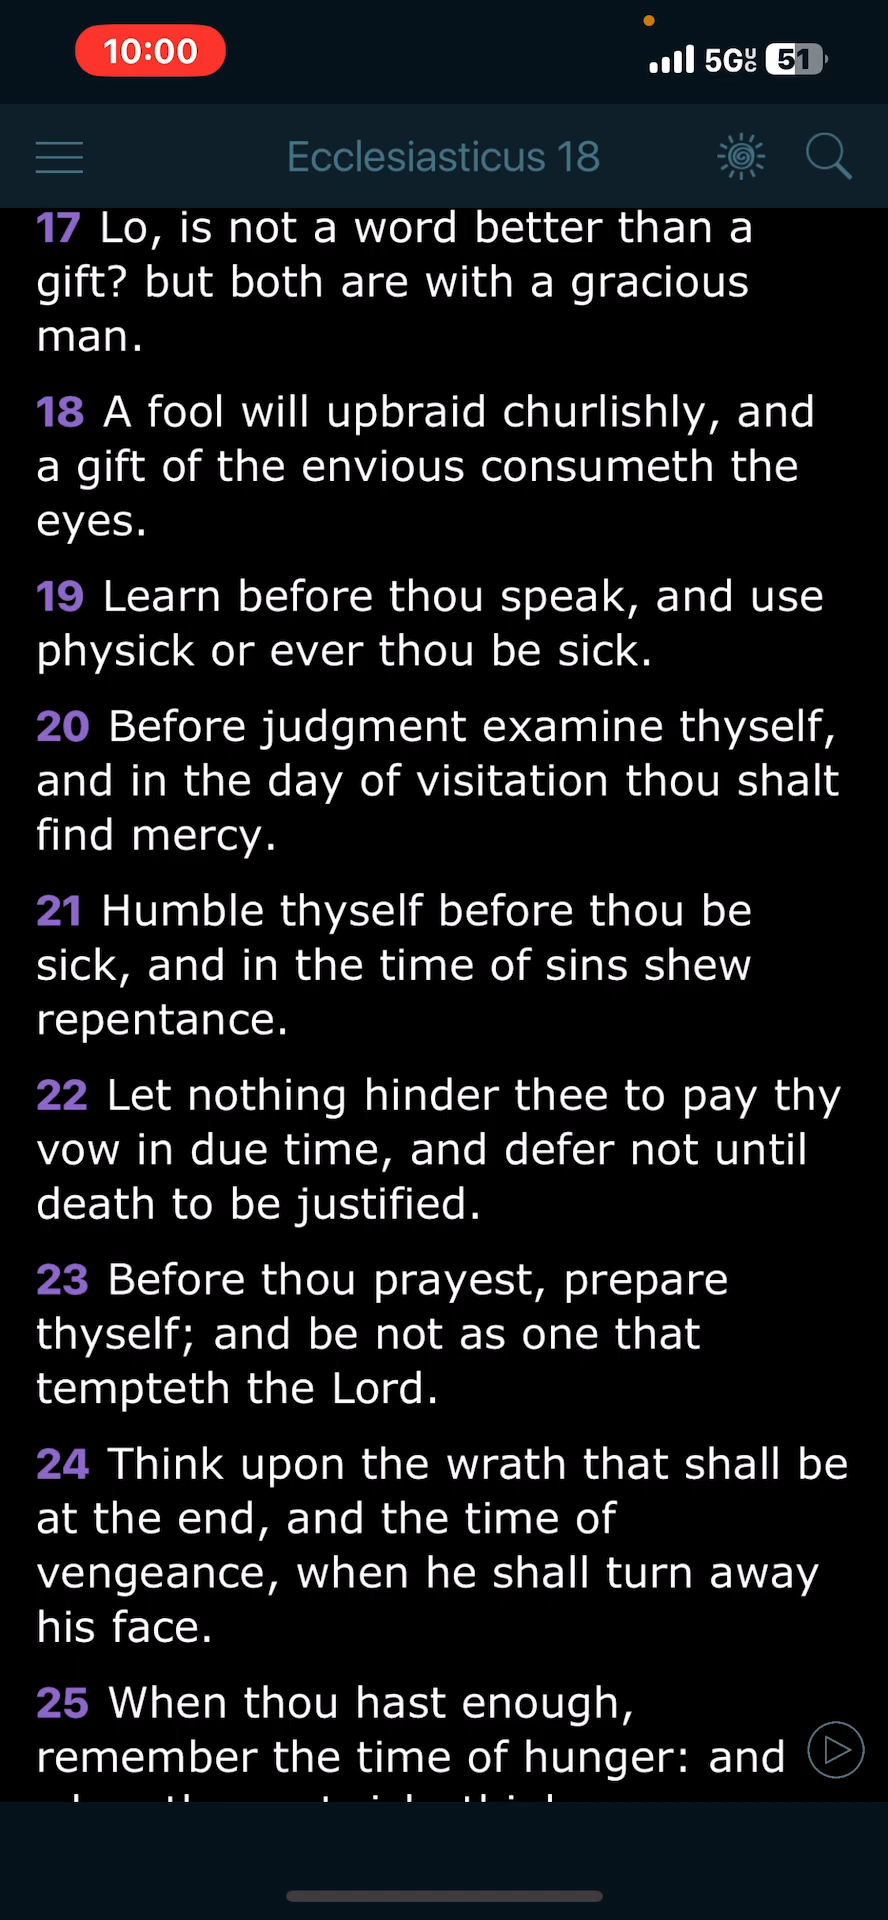 10:00
5G UC 51
Ecclesiasticus 18
17 Lo, is not a word better than a
gift? but both are with a gracious
man.
18 A fool will upbraid churlishly, and
a gift of the envious consumeth the
eyes.
19 Learn before thou speak, and use
physick or ever thou be sick.
20 Before judgment examine thyself,
and in the day of visitation thou shalt
find mercy.
21 Humble thyself before thou be
sick, and in the time of sins shew
repentance.
22 Let nothing hinder thee to pay thy
vow in due time, and defer not until
death to be justified.
23 Before thou prayest, prepare
thyself; and be not as one that
tempteth the Lord.
24 Think upon the wrath that shall be
at the end, and the time of
vengeance, when he shall turn away
his face.
25 When thou hast enough,
remember the time of hunger: and